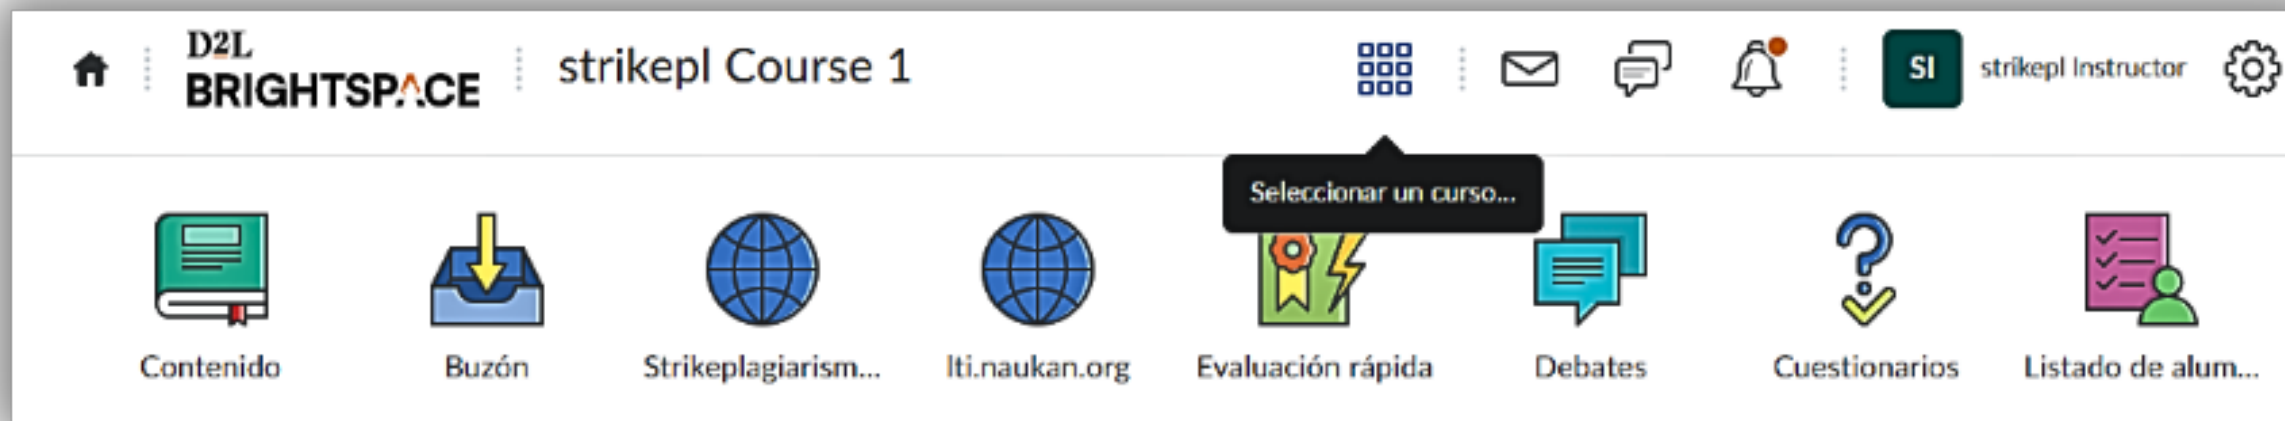 D2L
BRIGHTSPACE
strikepl Course 1
SI
strikepl Instructor
Seleccionar un curso...
Contenido
Buzón
Strikeplagiarism...
lti.naukan.org
Evaluación rápida
Debates
Cuestionarios
Listado de alum...